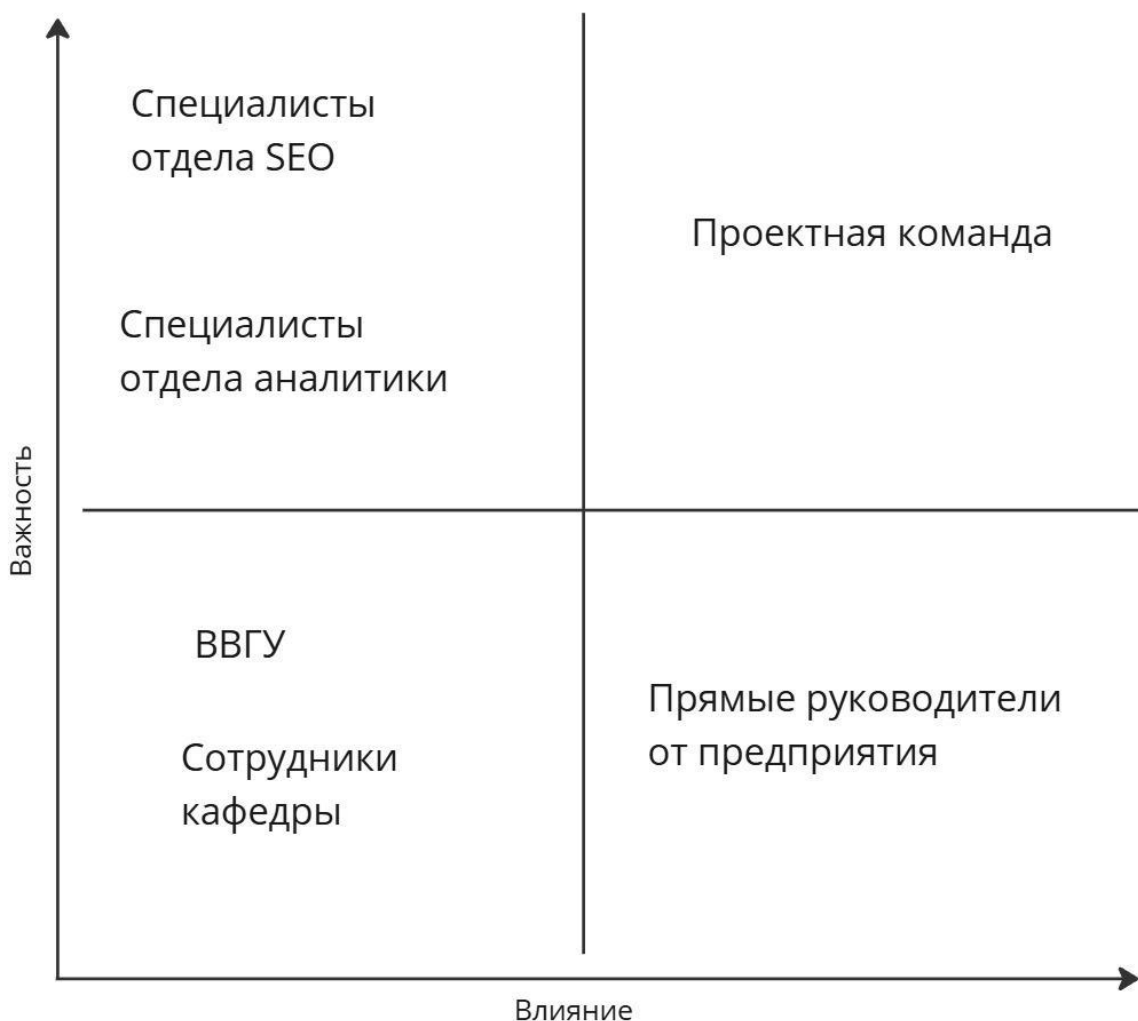 Специалисты
отдела SEO
Проектная команда
Специалисты
отдела аналитики
Важность
ВВГУ
Прямые руководители
от предприятия
Сотрудники
кафедры
Влияние